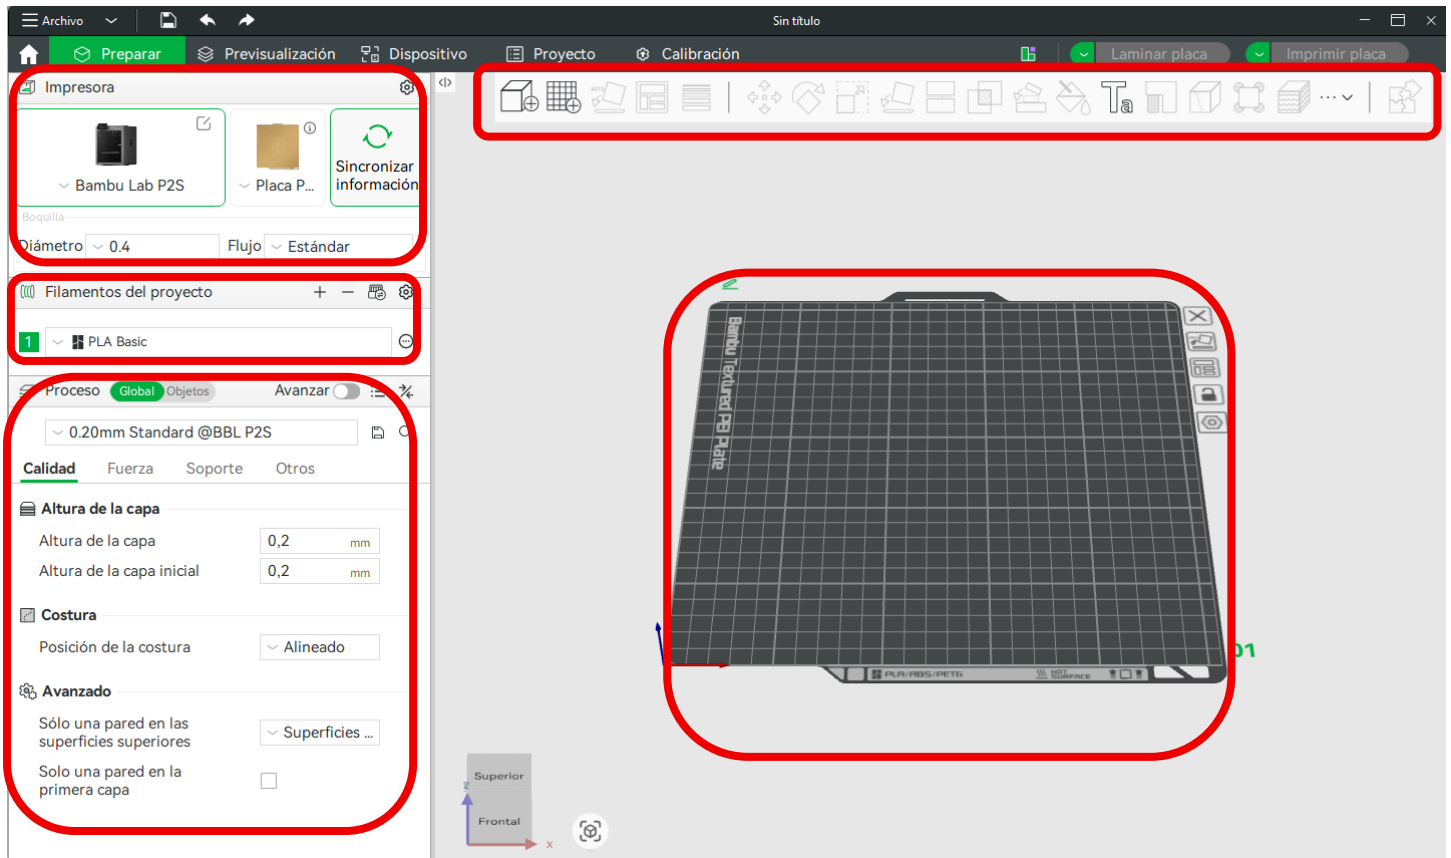 Archivo
Sin título
Preparar
Previsualización
Dispositivo
Proyecto
Calibración
Laminar placa
Imprimir placa
Impresora
Bambu Lab P2S
Placa P...
Sincronizar
información
Boquilla
Diámetro
0.4
Flujo
Estándar
Filamentos del proyecto
1
PLA Basic
Proceso
Global
Objetos
Avanzar
0.20mm Standard @BBL P2S
Calidad
Fuerza
Soporte
Otros
Altura de la capa
Altura de la capa
0,2 mm
Altura de la capa inicial
0,2 mm
Costura
Posición de la costura
Alineado
Avanzado
Sólo una pared en las
superficies superiores
Superficies ...
Solo una pared en la
primera capa
AUTO
Ta
Bambu Textured PEI Plate
PLA/ABS/PETG
HOT
SURFACE
01
Superior
Frontal
z
x